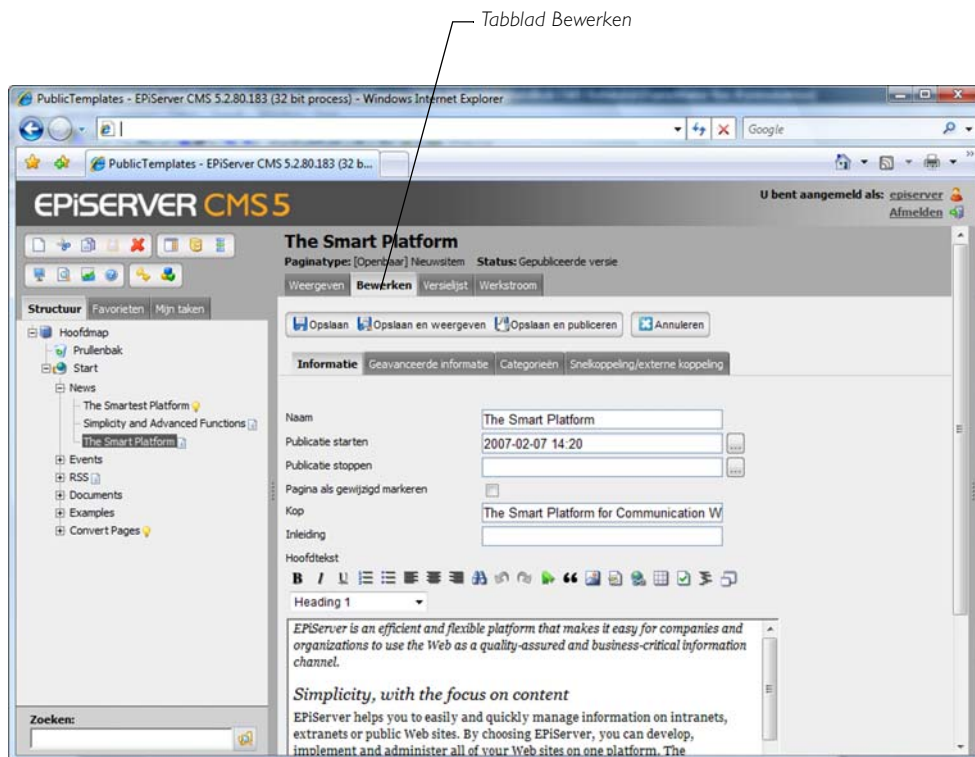 Tabblad Bewerken
PublicTemplates - EPiServer CMS 5.2.80.183 (32 bit process) - Windows Internet Explorer
Google
PublicTemplates - EPiServer CMS 5.2.80.183 (32 b...
EPiSERVER CMS 5
U bent aangemeld als: episerver
Afmelden
The Smart Platform
Paginatype: [Openbaar] Nieuwsitem Status: Gepubliceerde versie
Weergeven Bewerken Versielijst Werkstroom
Structuur Favorieten Mijn taken
Opslaan Opslaan en weergeven Opslaan en publiceren Annuleren
Hoofdmap
Prullenbak
Start
News
The Smartest Platform
Simplicity and Advanced Functions
The Smart Platform
Events
RSS
Documents
Examples
Convert Pages
Informatie Geavanceerde informatie Categorieën Snelkoppeling/externe koppeling
Naam The Smart Platform
Publicatie starten 2007-02-07 14:20 ...
Publicatie stoppen ...
Pagina als gewijzigd markeren
Kop The Smart Platform for Communication W
Inleiding
Hoofdtekst
B I U
Heading 1
EPiServer is an efficient and flexible platform that makes it easy for companies and
organizations to use the Web as a quality-assured and business-critical information
channel.
Simplicity, with the focus on content
EPiServer helps you to easily and quickly manage information on intranets,
extranets or public Web sites. By choosing EPiServer, you can develop,
implement and administer all of your Web sites on one platform. The
Zoeken: